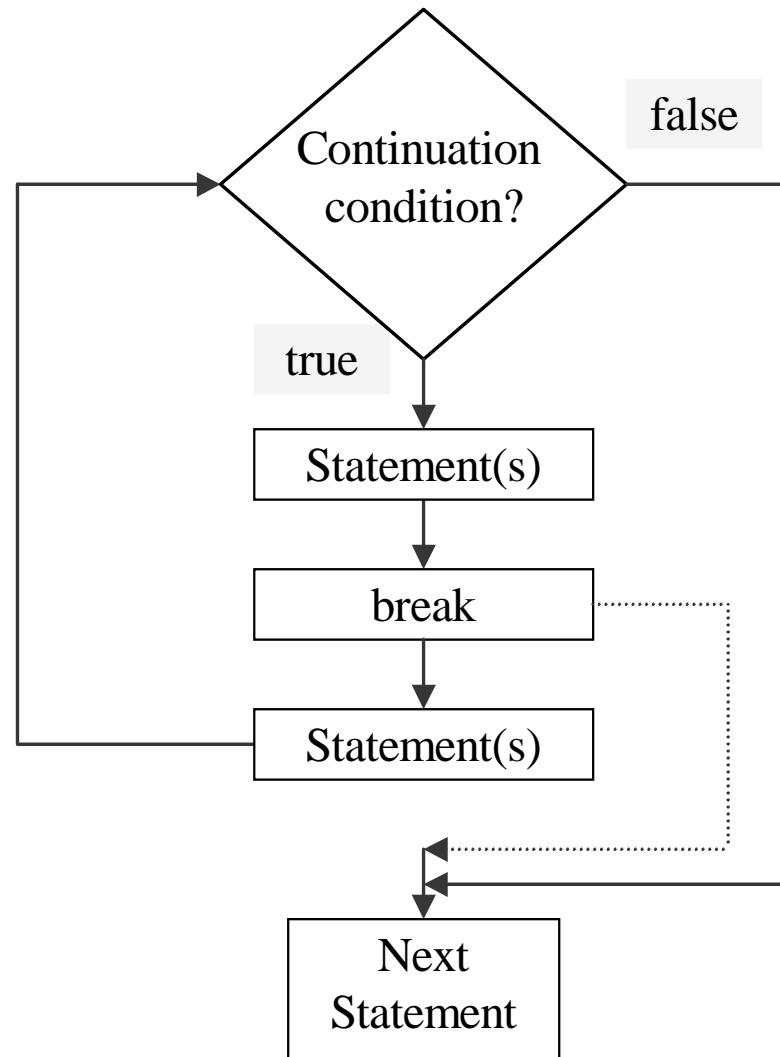 false
Continuation
condition?
true
Statement(s)
break
Statement(s)
Next
Statement